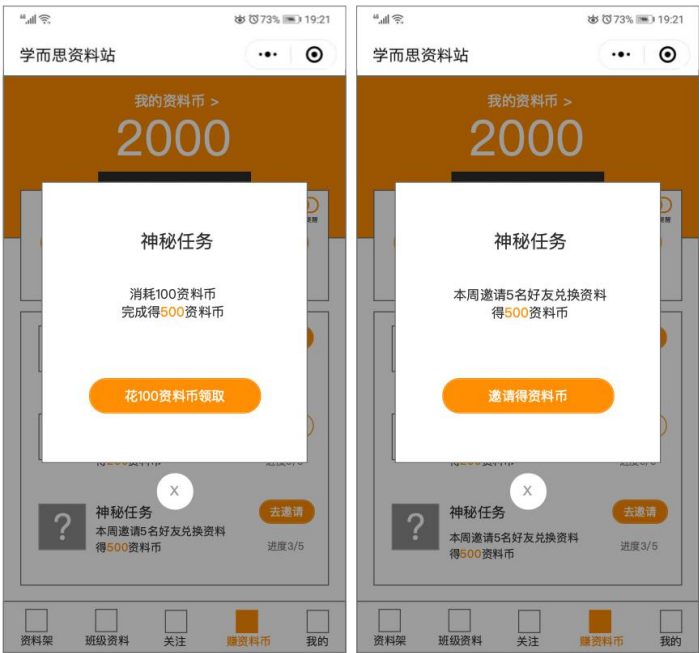 73% 19:21
学而思资料站
我的资料币 >
2000
神秘任务
消耗100资料币
完成得500资料币
花100资料币领取
x
?
神秘任务
本周邀请5名好友兑换资料
得500资料币
去邀请
进度3/5
资料架
班级资料
关注
赚资料币
我的
73% 19:21
学而思资料站
我的资料币 >
2000
神秘任务
本周邀请5名好友兑换资料
得500资料币
邀请得资料币
x
?
神秘任务
本周邀请5名好友兑换资料
得500资料币
去邀请
进度3/5
资料架
班级资料
关注
赚资料币
我的